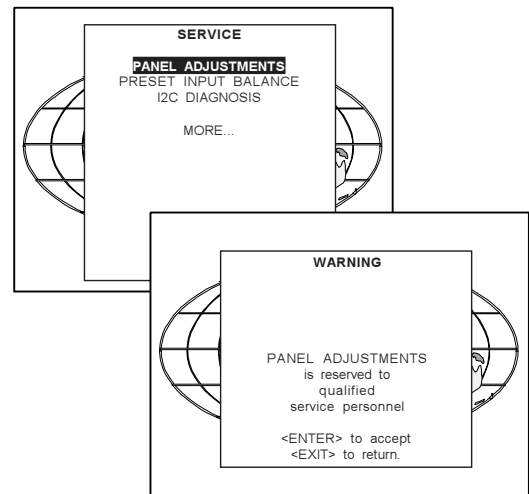 SERVICE
PANEL ADJUSTMENTS
PRESET INPUT BALANCE
I2C DIAGNOSIS
MORE...
WARNING
PANEL ADJUSTMENTS
is reserved to
qualified
service personnel
<ENTER> to accept
<EXIT> to return.